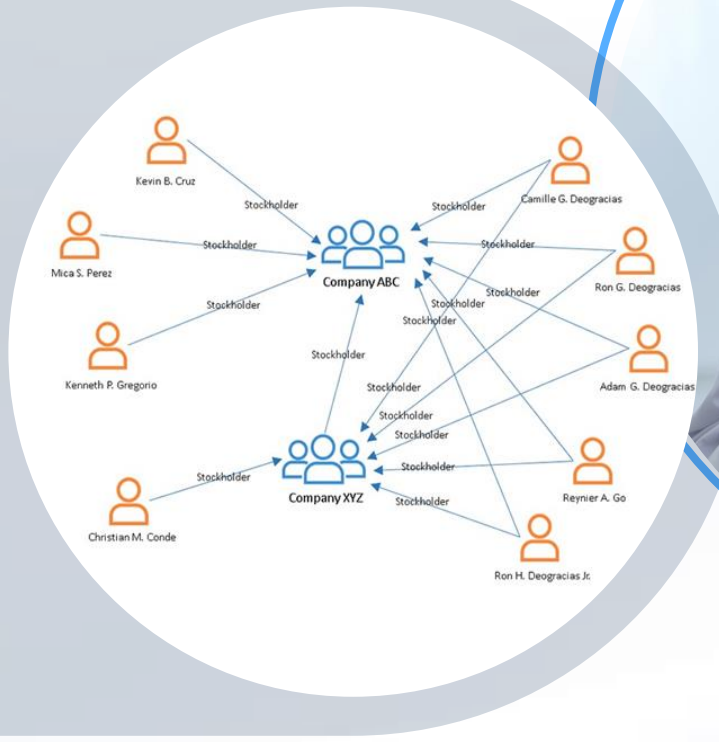 Kevin B. Cruz
Stockholder
Camille G. Deogracias
Stockholder
Mica S. Perez
Stockholder
Company ABC
Stockholder
Ron G. Deogracias
Stockholder
Stockholder
Stockholder
Stockholder
Kenneth P. Gregorio
Stockholder
Adam G. Deogracias
Stockholder
Stockholder
Stockholder
Stockholder
Company XYZ
Stockholder
Reynier A. Go
Stockholder
Christian M. Conde
Stockholder
Ron H. Deogracias Jr.